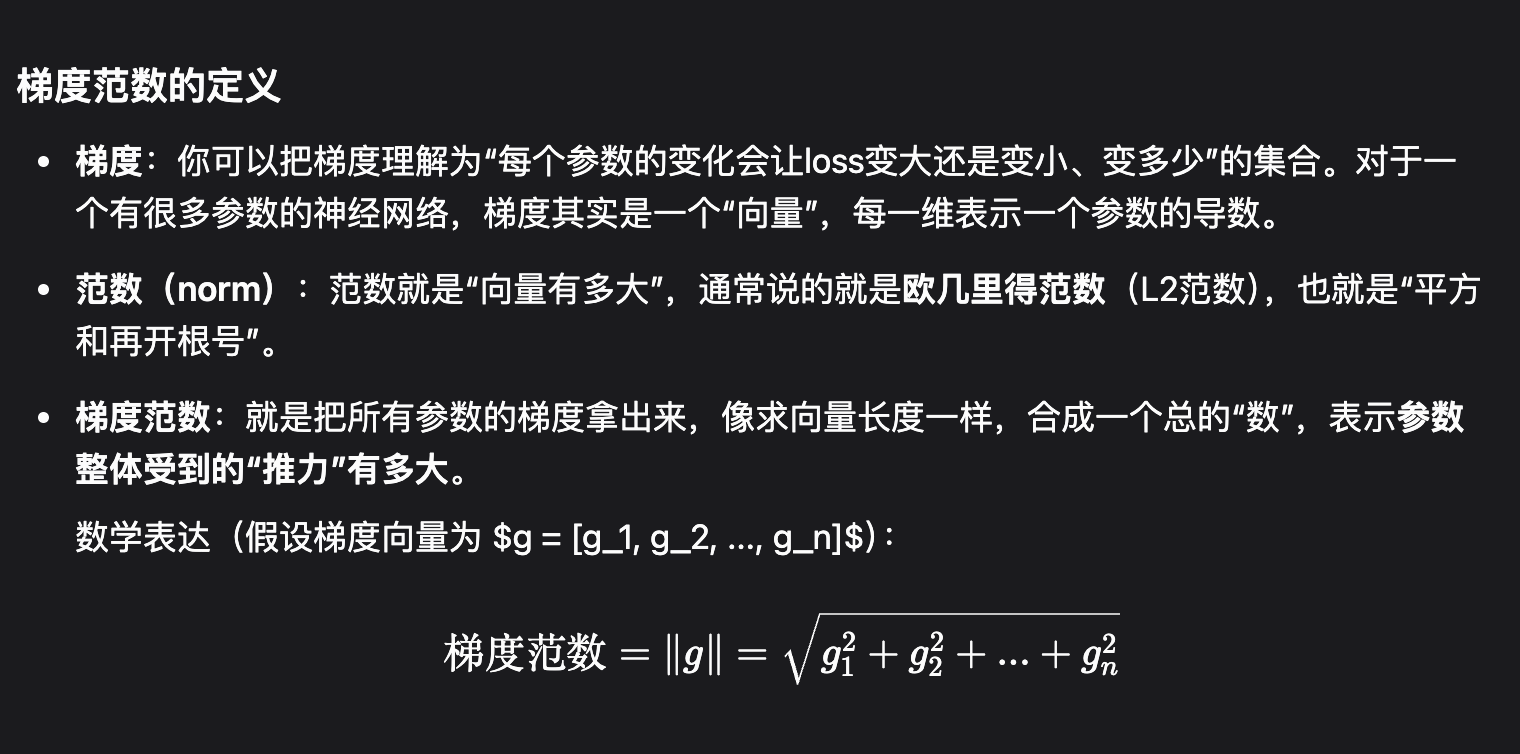 梯度范数的定义
• 梯度：你可以把梯度理解为“每个参数的变化会让loss变大还是变小、变多少”的集合。对于一
个有很多参数的神经网络，梯度其实是一个“向量”，每一维表示一个参数的导数。
• 范数（norm）：范数就是“向量有多大”，通常说的就是欧几里得范数（L2范数），也就是“平方
和再开根号”。
• 梯度范数：就是把所有参数的梯度拿出来，像求向量长度一样，合成一个总的“数”，表示参数
整体受到的“推力”有多大。
数学表达（假设梯度向量为 $g = [g_1, g_2, ..., g_n]$）：
梯度范数 = ‖g‖ = √(g₁² + g₂² + ... + gₙ²)